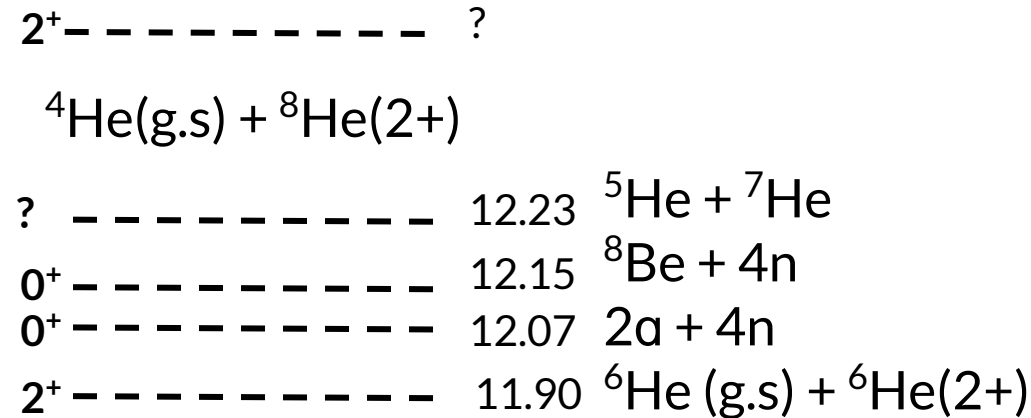 2⁺ ?
⁴He(g.s) + ⁸He(2+)
? 12.23 ⁵He + ⁷He
0⁺ 12.15 ⁸Be + 4n
0⁺ 12.07 2α + 4n
2⁺ 11.90 ⁶He (g.s) + ⁶He(2+)